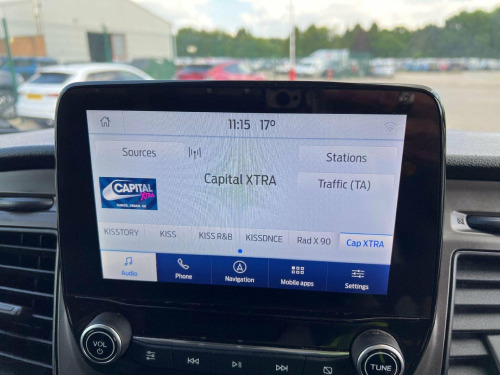 11:15 17°
Sources
Stations
Capital XTRA
Traffic (TA)
CAPITAL
XTRA
KISSTORY KISS KISS R&B KISSDNCE Rad X 90 Cap XTRA
Audio Phone Navigation Mobile apps Settings
VOL
TUNE